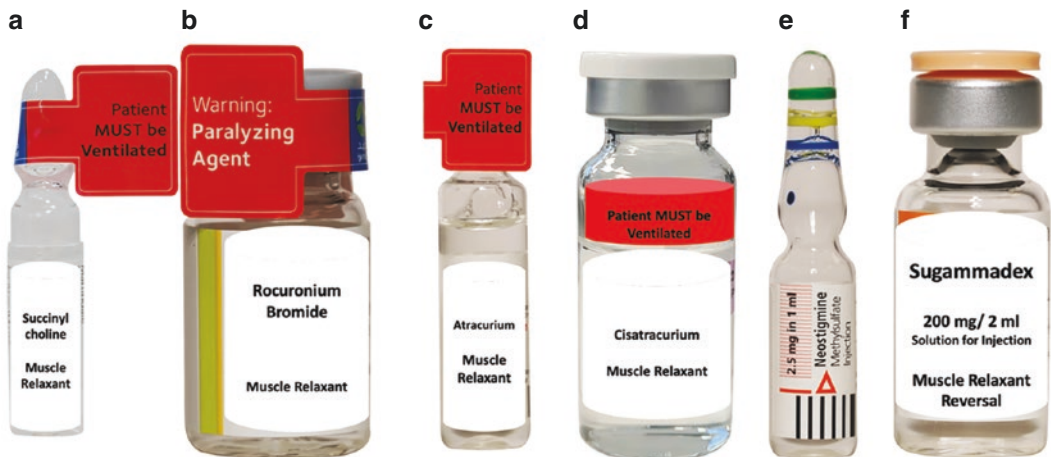 a
b
c
d
e
f
Patient
MUST be
Ventilated
Succinyl
choline
Muscle
Relaxant
Warning:
Paralyzing
Agent
Rocuronium
Bromide
Muscle Relaxant
Patient
MUST be
Ventilated
Atracurium
Muscle
Relaxant
Patient MUST be
Ventilated
Cisatracurium
Muscle Relaxant
2.5 mg in 1 ml
Neostigmine
Methylsulfate
Injection
Sugammadex
200 mg/ 2 ml
Solution for Injection
Muscle Relaxant
Reversal